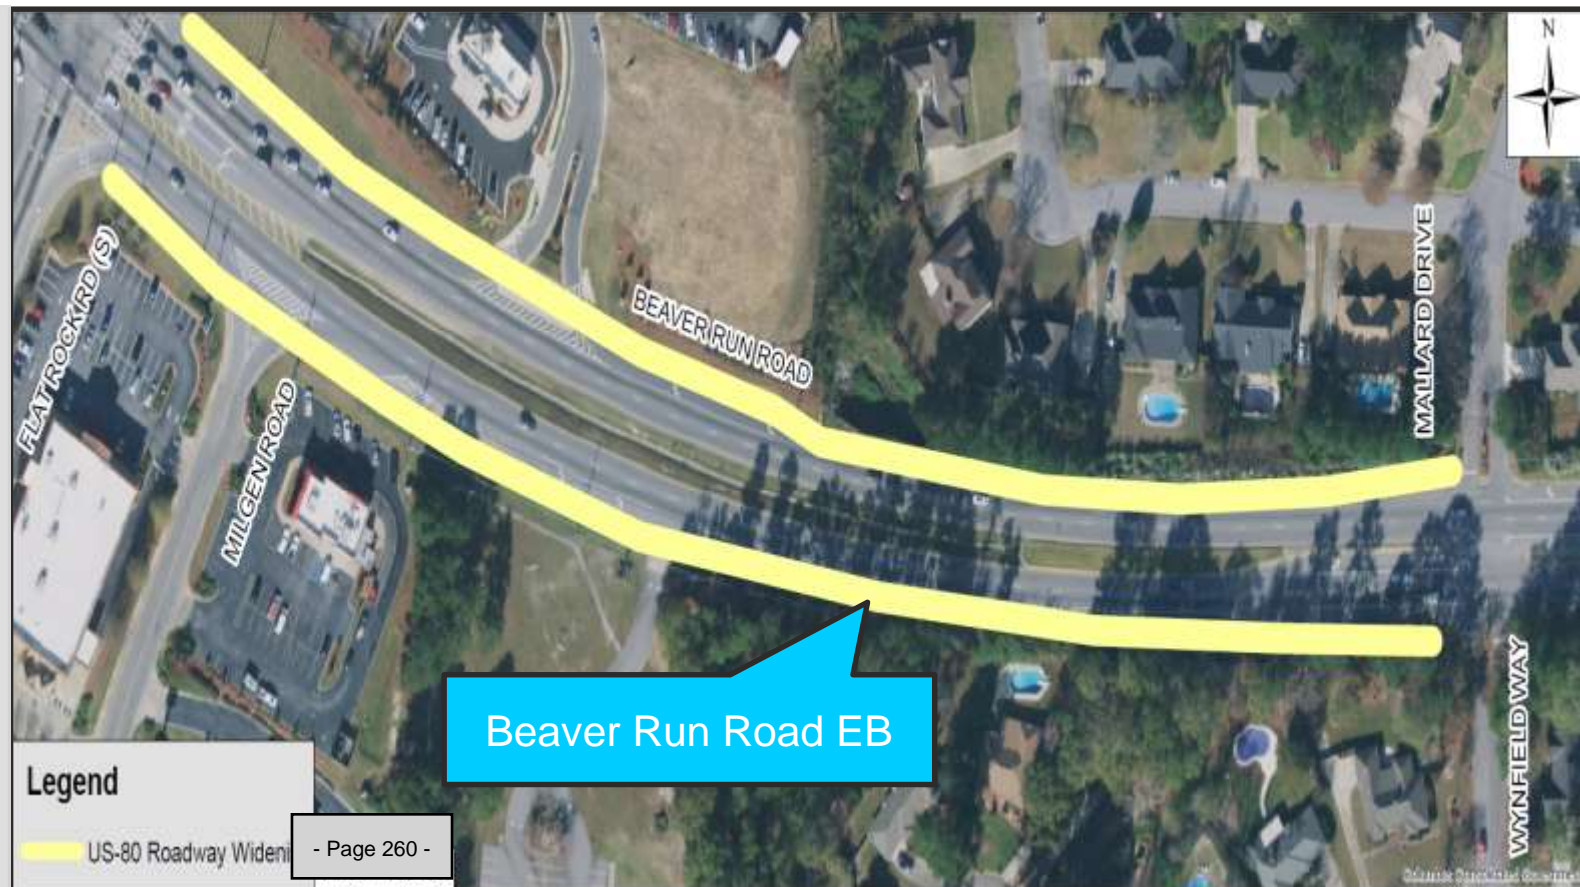 N
BEAVER RUN ROAD
MALLARD DRIVE
FLAT ROCK RD (S)
MILGEN ROAD
Beaver Run Road EB
WYNFIELD WAY
Legend
US-80 Roadway Wideni
- Page 260 -